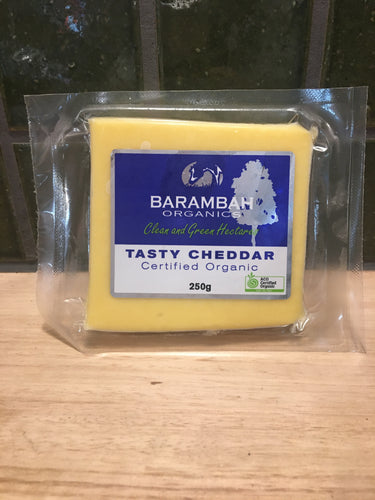 BARAMBAH
ORGANICS
Clean and Green Hectares
TASTY CHEDDAR
Certified Organic
250g
ACO
Certified
Organic